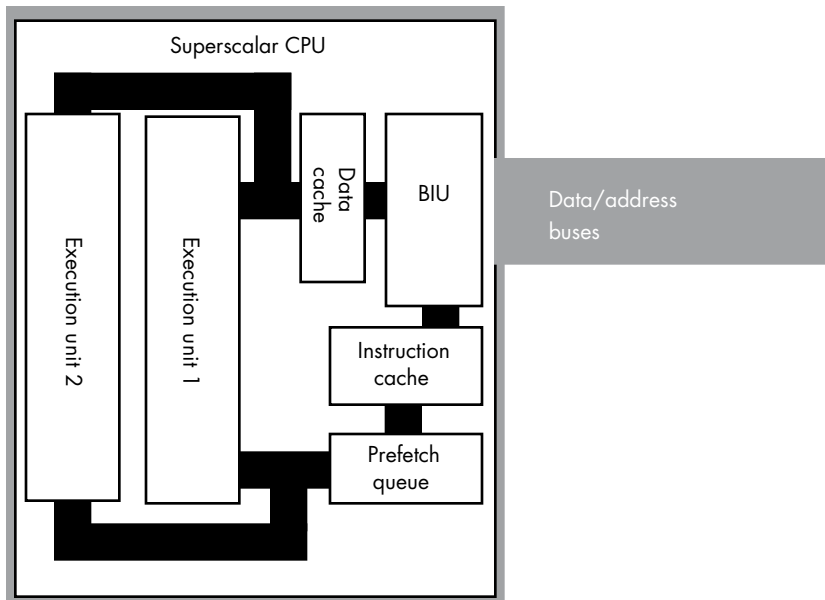 Superscalar CPU
Execution unit 2
Execution unit 1
Data
cache
BIU
Data/address
buses
Instruction
cache
Prefetch
queue